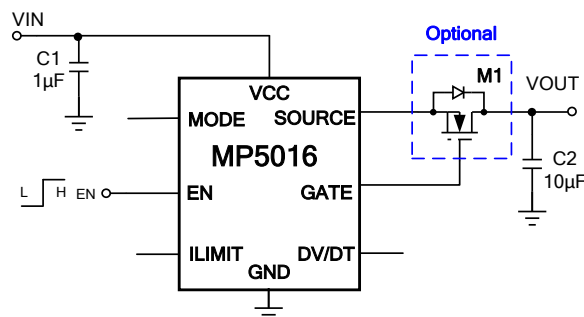 VIN
C1
1µF
Optional
M1
VOUT
VCC
MODE
SOURCE
MP5016
C2
10µF
L
H
EN
EN
GATE
ILIMIT
DV/DT
GND